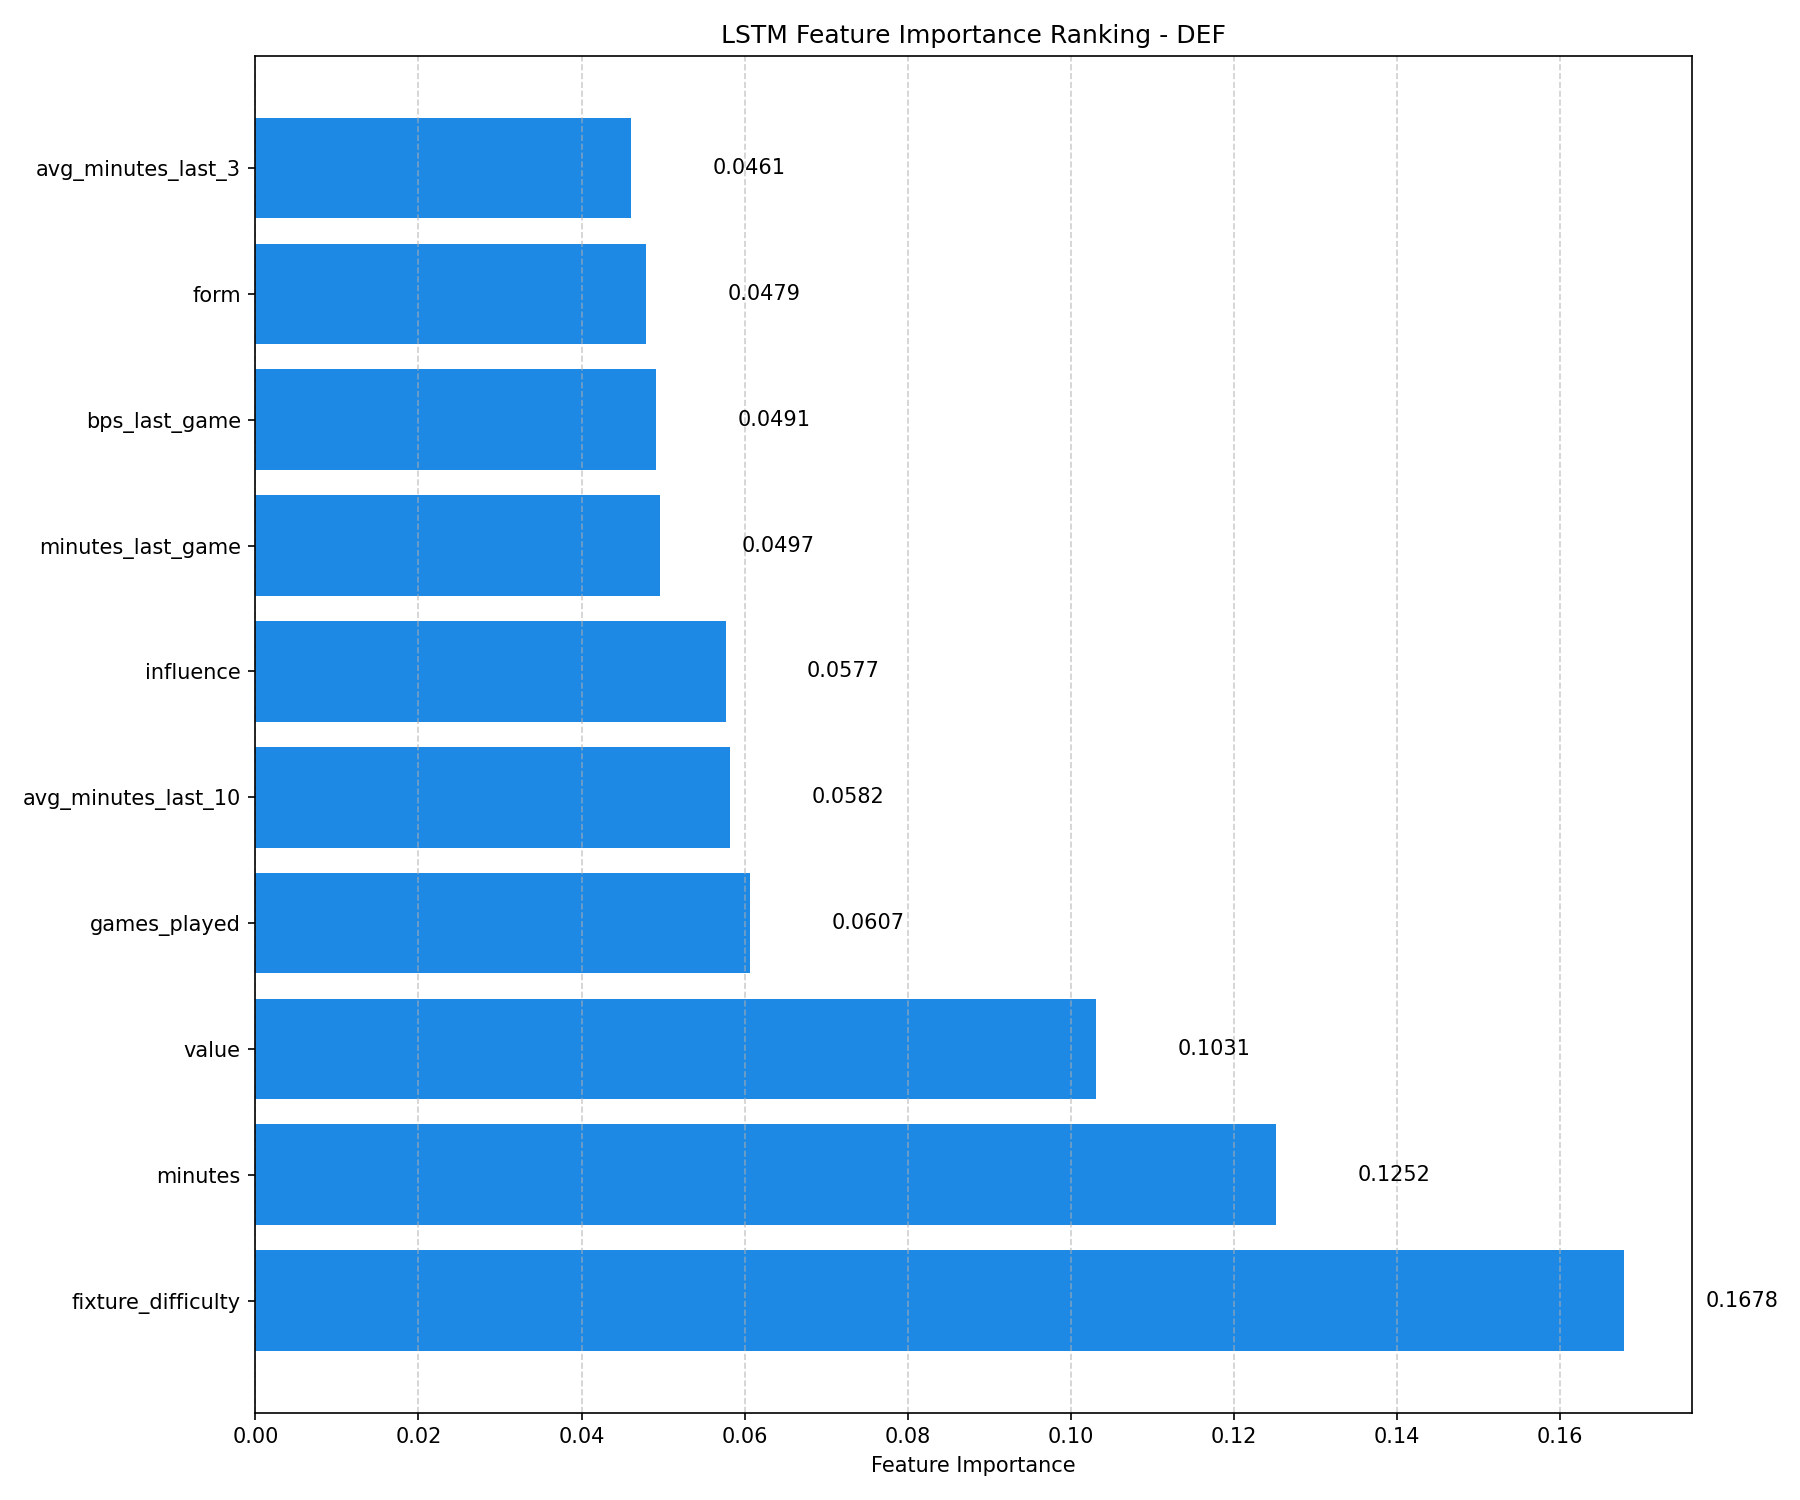 LSTM Feature Importance Ranking - DEF
avg_minutes_last_3 0.0461
form 0.0479
bps_last_game 0.0491
minutes_last_game 0.0497
influence 0.0577
avg_minutes_last_10 0.0582
games_played 0.0607
value 0.1031
minutes 0.1252
fixture_difficulty 0.1678
0.00 0.02 0.04 0.06 0.08 0.10 0.12 0.14 0.16
Feature Importance